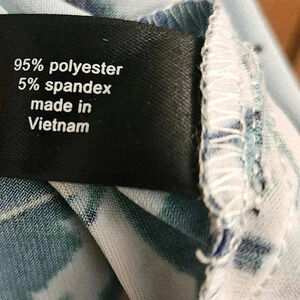 95% polyester
5% spandex
made in
Vietnam